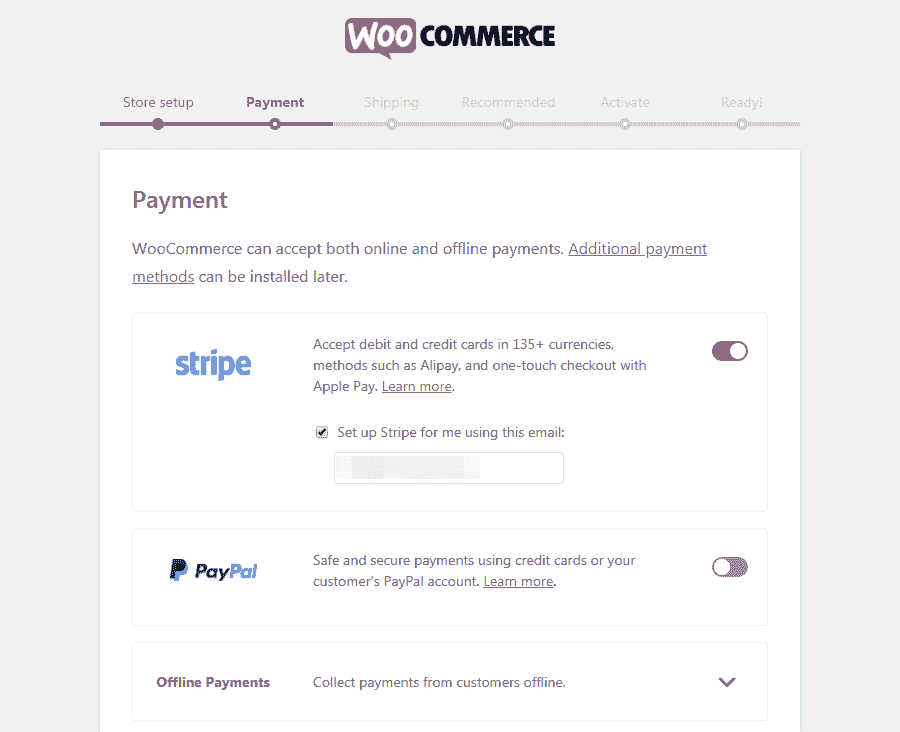 WOO COMMERCE
Store setup Payment Shipping Recommended Activate Ready!
Payment
WooCommerce can accept both online and offline payments. Additional payment
methods can be installed later.
stripe
Accept debit and credit cards in 135+ currencies,
methods such as Alipay, and one-touch checkout with
Apple Pay. Learn more.
Set up Stripe for me using this email:
PayPal
Safe and secure payments using credit cards or your
customer's PayPal account. Learn more.
Offline Payments Collect payments from customers offline.